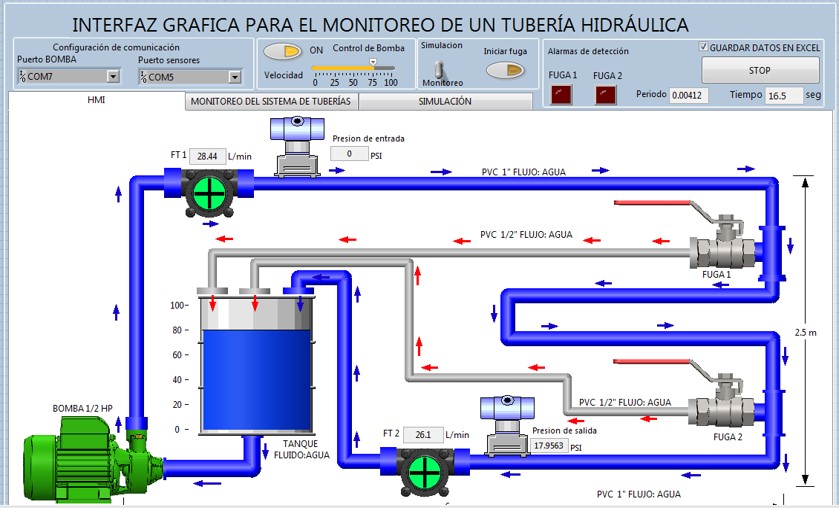 INTERFAZ GRAFICA PARA EL MONITOREO DE UN TUBERÍA HIDRÁULICA
Configuración de comunicación
Puerto BOMBA
Puerto sensores
COM7
COM5
ON
Control de Bomba
Velocidad
0 25 50 75 100
Simulacion
Monitoreo
Iniciar fuga
Alarmas de detección
GUARDAR DATOS EN EXCEL
FUGA 1
FUGA 2
STOP
Periodo 0.00412
Tiempo 16.5 seg
HMI
MONITOREO DEL SISTEMA DE TUBERÍAS
SIMULACIÓN
FT 1 28.44 L/min
Presion de entrada
0 PSI
PVC 1" FLUJO: AGUA
PVC 1/2" FLUJO: AGUA
FUGA 1
100
80
60
40
20
0
2.5 m
BOMBA 1/2 HP
TANQUE
FLUIDO:AGUA
PVC 1/2" FLUJO: AGUA
FUGA 2
FT 2 26.1 L/min
Presion de salida
17.9563 PSI
PVC 1" FLUJO: AGUA